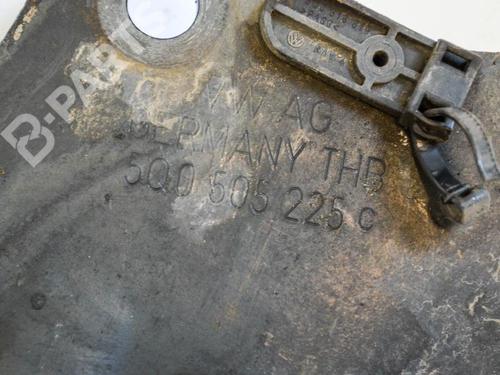 B-PARTS
VW AG
GERMANY THB
5Q0 505 225 C